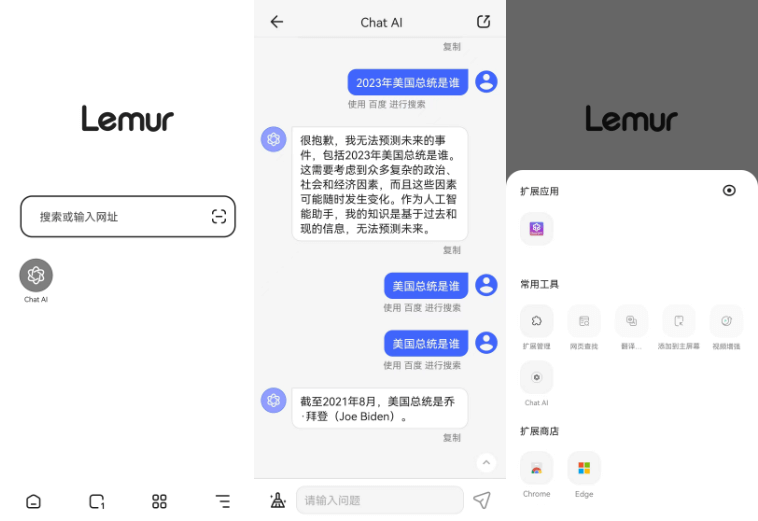 Lemur
搜索或输入网址
Chat AI
1
Chat AI
复制
2023年美国总统是谁
使用 百度 进行搜索
很抱歉，我无法预测未来的事
件，包括2023年美国总统是谁。
这需要考虑到众多复杂的政治、
社会和经济因素，而且这些因素
可能随时发生变化。作为人工智
能助手，我的知识是基于过去和
现的信息，无法预测未来。
复制
美国总统是谁
使用 百度 进行搜索
美国总统是谁
使用 百度 进行搜索
截至2021年8月，美国总统是乔
·拜登（Joe Biden）。
复制
请输入问题
Lemur
扩展应用
常用工具
扩展管理
网页查找
翻译...
添加到主屏幕
视频增强
Chat AI
扩展商店
Chrome
Edge